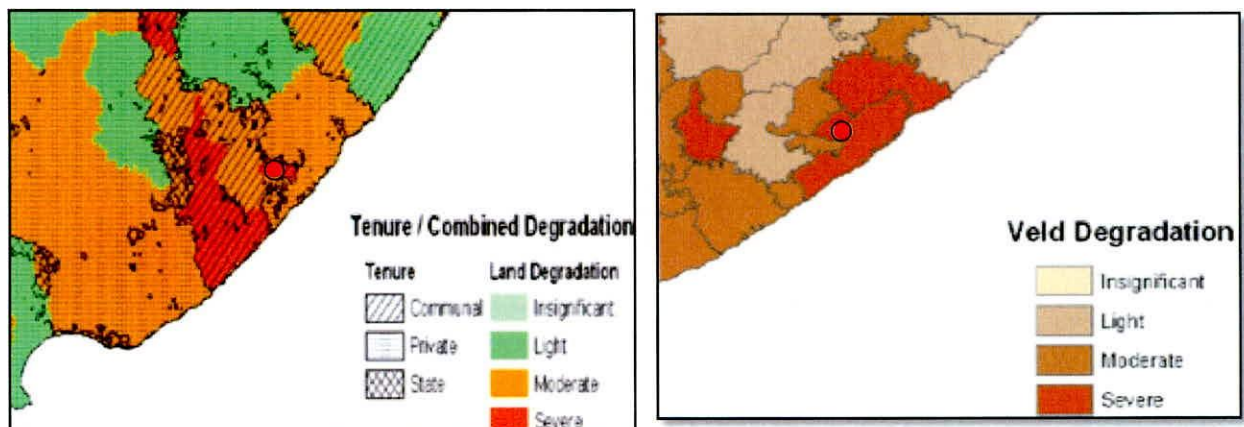 Tenure / Combined Degradation
Tenure
Communal
Private
State
Land Degradation
Insignificant
Light
Moderate
Severe
Veld Degradation
Insignificant
Light
Moderate
Severe